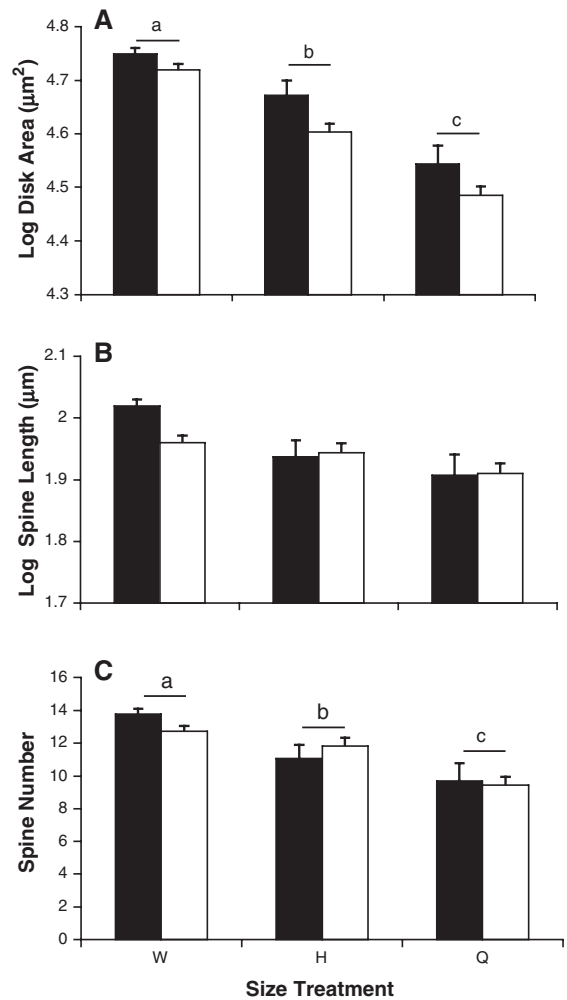 A
4.8
4.7
4.6
4.5
4.4
4.3
Log Disk Area (μm²)
a
b
c
B
2.1
2
1.9
1.8
1.7
Log Spine Length (μm)
C
16
14
12
10
8
6
4
2
0
Spine Number
a
b
c
W H Q
Size Treatment